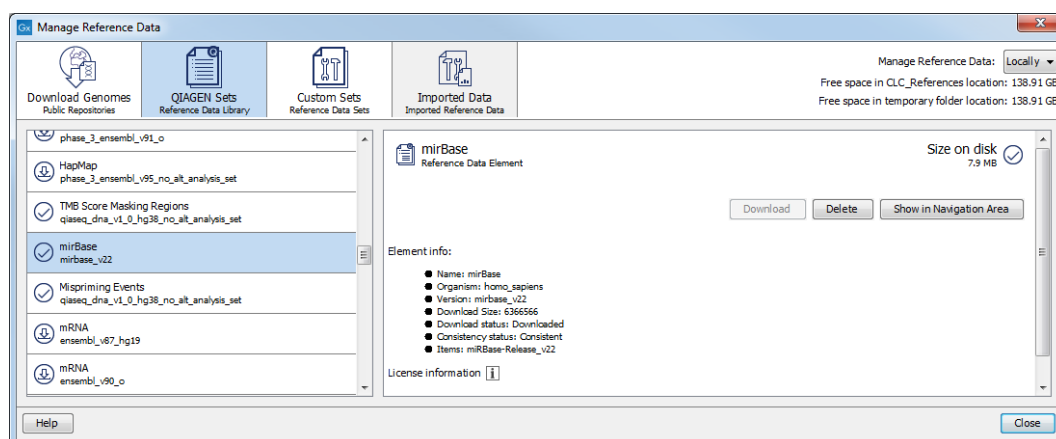 Gx Manage Reference Data
Download Genomes
Public Repositories
QIAGEN Sets
Reference Data Library
Custom Sets
Reference Data Sets
Imported Data
Imported Reference Data
Manage Reference Data: Locally
Free space in CLC_References location: 138.91 GB
Free space in temporary folder location: 138.91 GB
phase_3_ensembl_v91_o
HapMap
phase_3_ensembl_v95_no_alt_analysis_set
TMB Score Masking Regions
qiaseq_dna_v1_0_hg38_no_alt_analysis_set
mirBase
mirbase_v22
Mispriming Events
qiaseq_dna_v1_0_hg38_no_alt_analysis_set
mRNA
ensembl_v87_hg19
mRNA
ensembl_v90_o
mirBase
Reference Data Element
Size on disk
7.9 MB
Download Delete Show in Navigation Area
Element info:
Name: mirBase
Organism: homo_sapiens
Version: mirbase_v22
Download Size: 6366566
Download status: Downloaded
Consistency status: Consistent
Items: miRBase-Release_v22
License information i
Help
Close